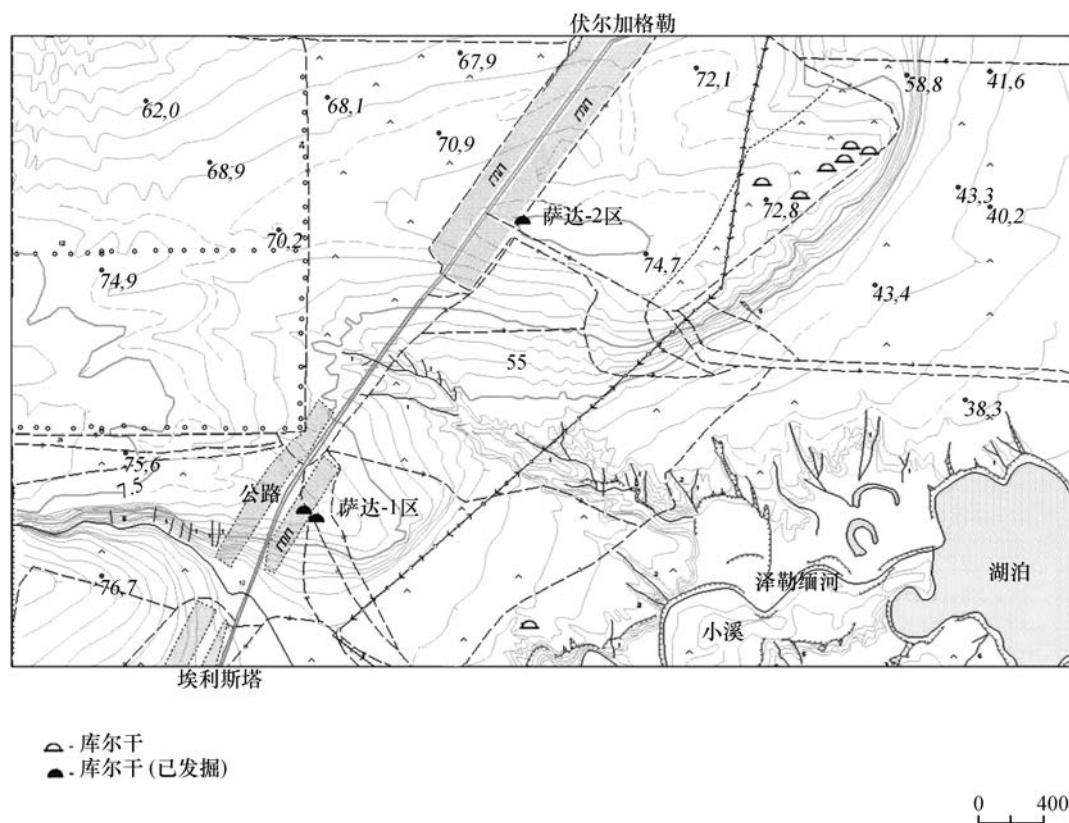 伏尔加格勒
67,9
72,1
58,8
41,6
62,0
68,1
70,9
68,9
43,3
72,8
40,2
萨达-2区
70,2
74,7
74,9
43,4
55
38,3
75,6
7.5
公路
萨达-1区
76,7
泽勒缅河
湖泊
小溪
埃利斯塔
库尔干
库尔干 (已发掘)
0 400